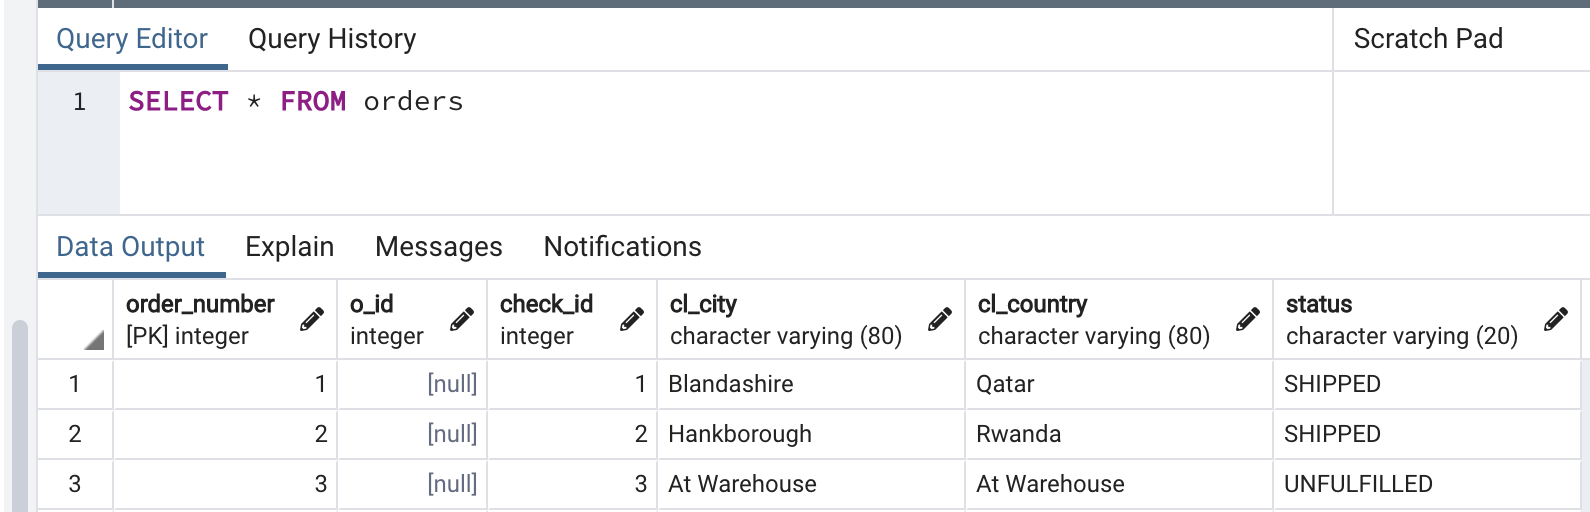 Query Editor Query History Scratch Pad
1 SELECT * FROM orders
Data Output Explain Messages Notifications
order_number o_id check_id cl_city cl_country status
[PK] integer integer integer character varying (80) character varying (80) character varying (20)
1 1 [null] 1 Blandashire Qatar SHIPPED
2 2 [null] 2 Hankborough Rwanda SHIPPED
3 3 [null] 3 At Warehouse At Warehouse UNFULFILLED